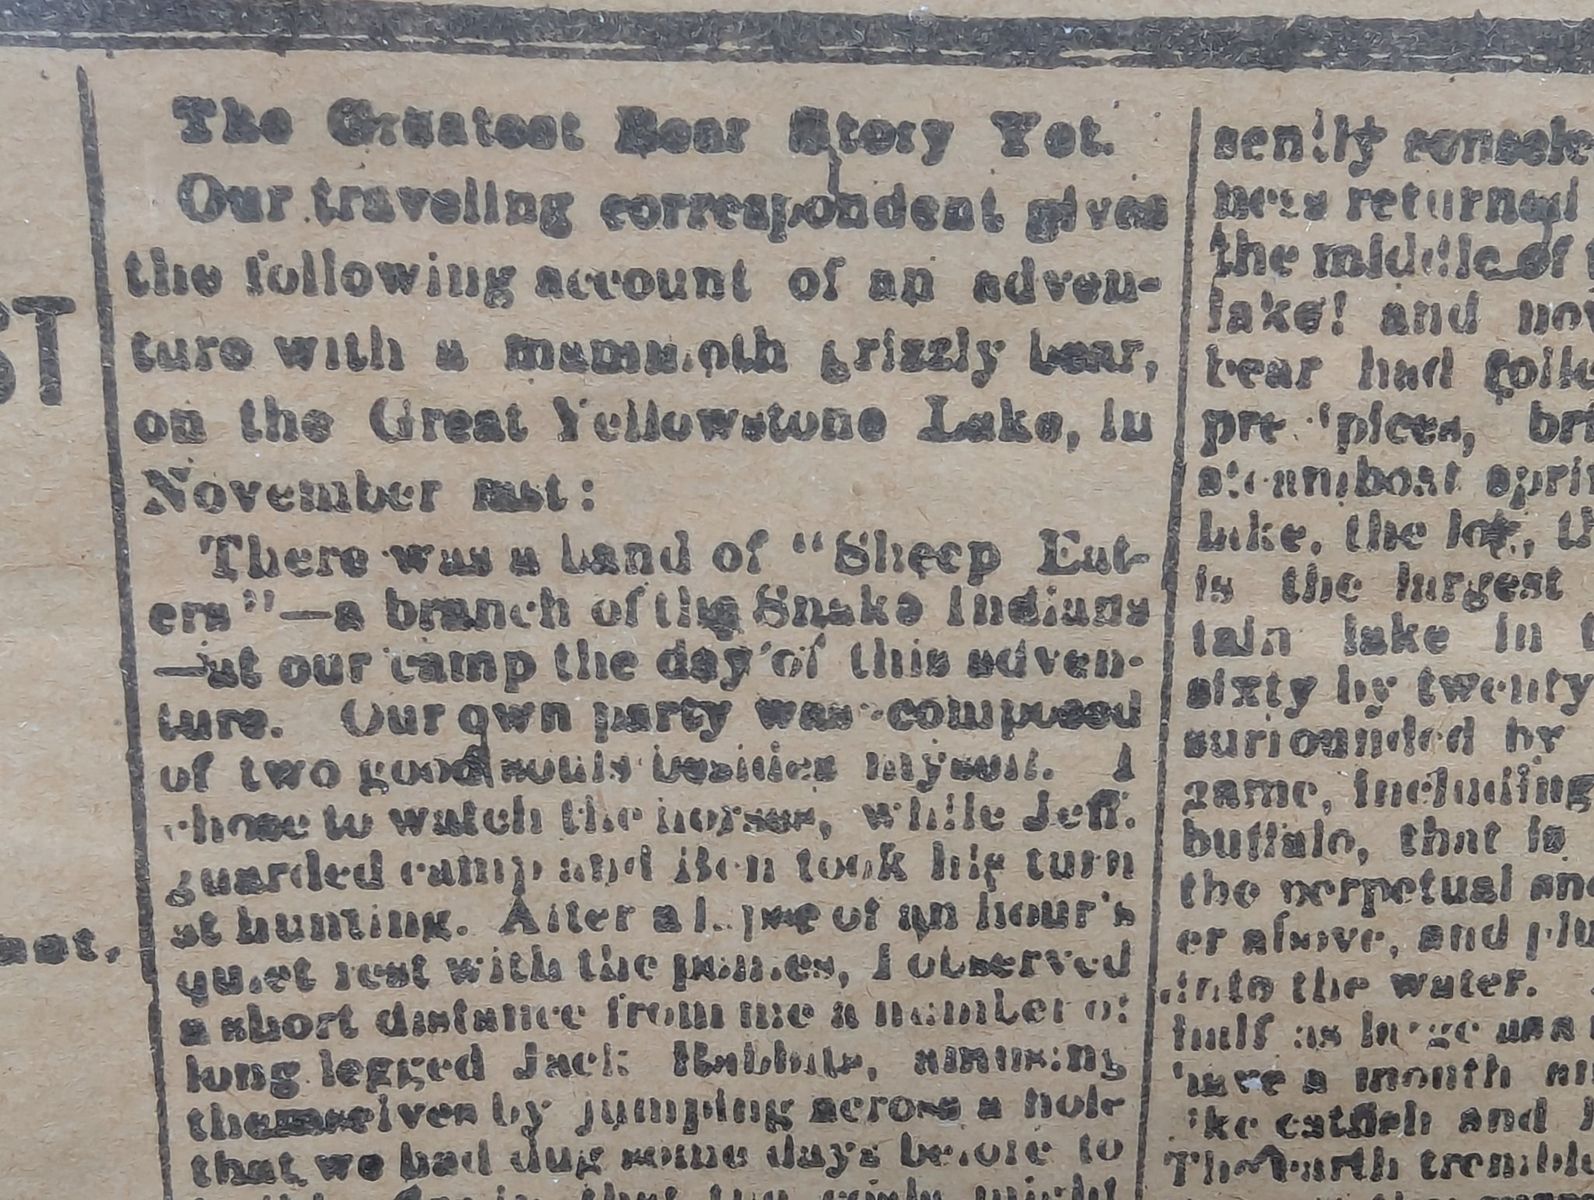 The Greatest Bear Story Yet.
Our traveling correspondent gives
the following account of an adven-
ture with a mammoth grizzly bear,
on the Great Yellowstone Lake, in
November last:
There was a band of "Sheep Eat-
ers"—a branch of the Snake Indians
—at our camp the day of this adven-
ture. Our own party was composed
of two good souls besides myself. I
chose to watch the horses, while Jeff.
guarded camp and Ben took his turn
at hunting. After a lapse of an hour's
quiet rest with the ponies, I observed
a short distance from me a number of
long legged Jack Rabbits, amusing
themselves by jumping across a hole
that we had dug some days before to
that
might
ST
sently
ness returned
the middle of
lake! and
bear had
steamboat
lake, the
is the largest
tain lake in
sixty by twenty
surrounded by
game, including
buffalo, that is
the perpetual
er above, and
into the water.
half as large as a
have a mouth
like catfish and
The earth